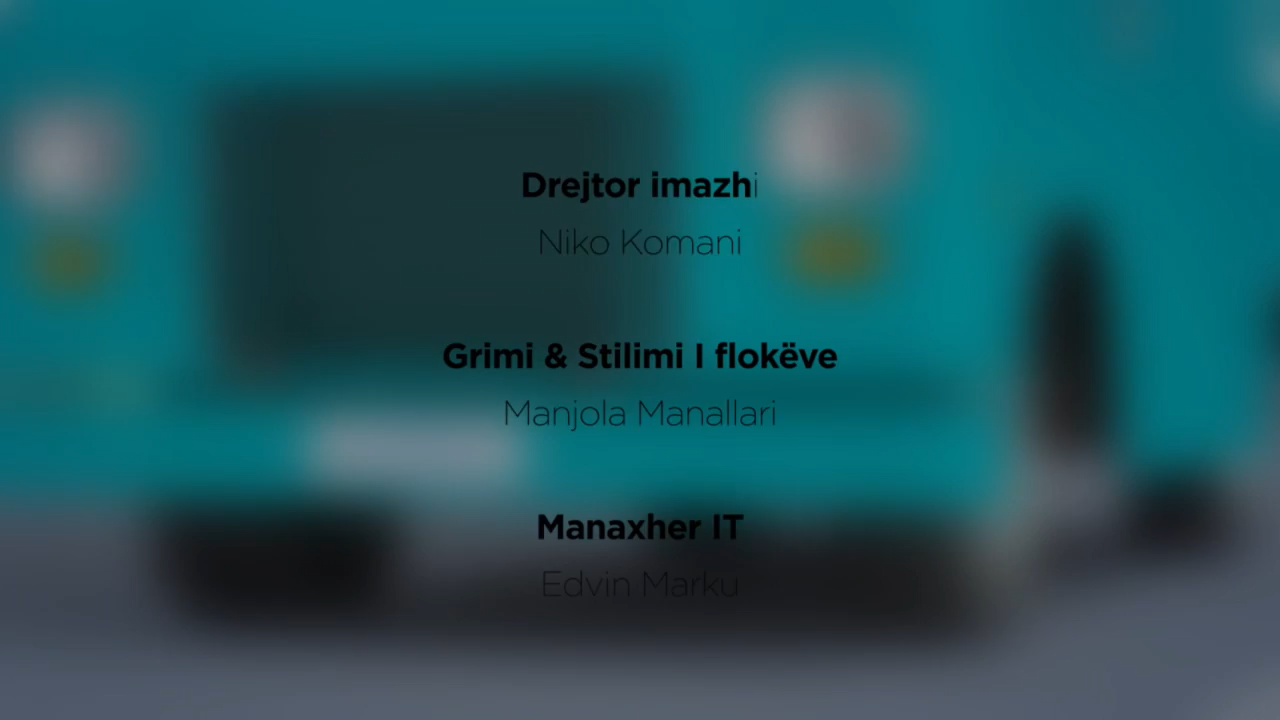 Drejtor imazhi
Niko Komani
Grimi & Stilimi I flokëve
Manjola Manallari
Manaxher IT
Edvin Marku